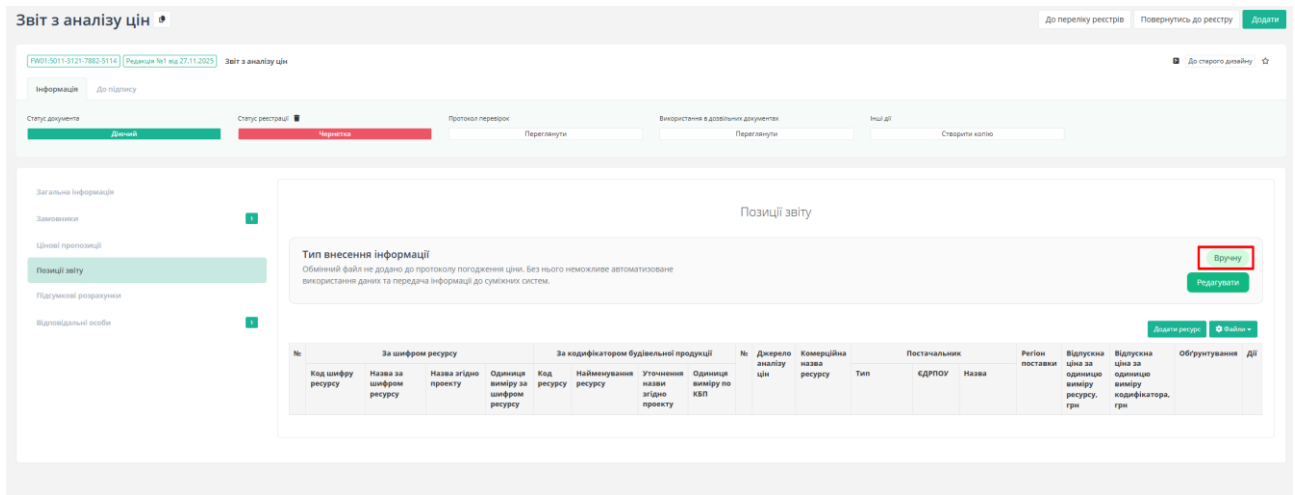 Звіт з аналізу цін
До переліку реєстрів Повернутись до реєстру Додати
FW01:5011-3121-7882-5114 Редакція №1 від 27.11.2025 Звіт з аналізу цін
До старого дизайну
Інформація До підпису
Статус документа Статус реєстрації Протокол перевірок Використання в дозвільних документах Інші дії
Діючий Чернетка Переглянути Переглянути Створити копію
Загальна інформація
Замовники 1
Цінові пропозиції
Позиції звіту
Підсумкові розрахунки
Відповідальні особи 1
Позиції звіту
Тип внесення інформації
Вручну
Обмінний файл не додано до протоколу погодження ціни. Без нього неможливе автоматизоване
використання даних та передача інформації до суміжних систем.
Редагувати
Додати ресурс Файли
№ За шифром ресурсу За кодифікатором будівельної продукції № Джерело аналізу цін Комерційна назва ресурсу Постачальник Регіон поставки Відпускна ціна за одиницю виміру ресурсу, грн Відпускна ціна за одиницю виміру кодифікатора, грн Обґрунтування Дії
Код шифру ресурсу Назва за шифром ресурсу Назва згідно проекту Одиниця виміру за шифром ресурсу Код ресурсу Найменування ресурсу Уточнення назви згідно проекту Одиниця виміру по КБП Тип ЄДРПОУ Назва